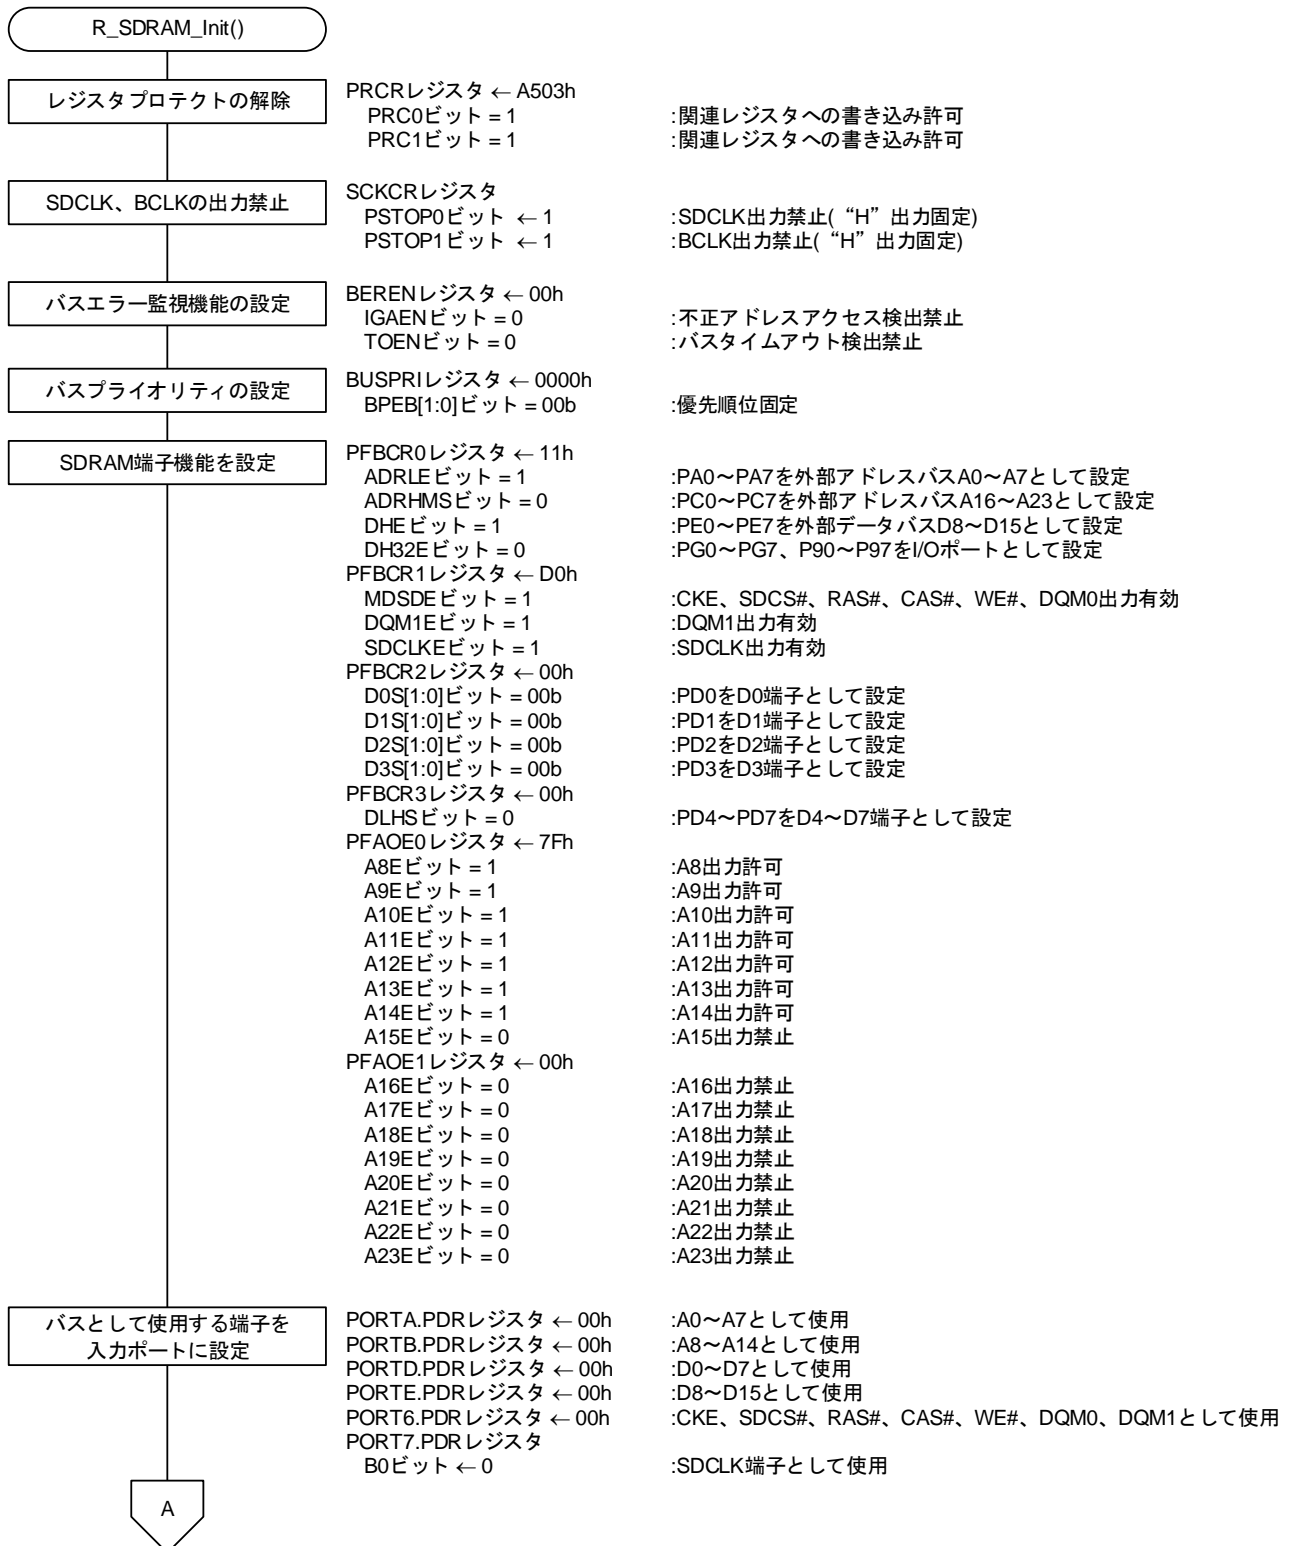 R_SDRAM_Init()
レジスタプロテクトの解除
PRCRレジスタ ← A503h
PRC0ビット = 1 :関連レジスタへの書き込み許可
PRC1ビット = 1 :関連レジスタへの書き込み許可
SDCLK、BCLKの出力禁止
SCKCRレジスタ
PSTOP0ビット ← 1 :SDCLK出力禁止(“H”出力固定)
PSTOP1ビット ← 1 :BCLK出力禁止(“H”出力固定)
バスエラー監視機能の設定
BERENレジスタ ← 00h
IGAENビット = 0 :不正アドレスアクセス検出禁止
TOENビット = 0 :バスタイムアウト検出禁止
バスプライオリティの設定
BUSPRIレジスタ ← 0000h
BPEB[1:0]ビット = 00b :優先順位固定
SDRAM端子機能を設定
PFBCR0レジスタ ← 11h
ADRLEビット = 1 :PA0～PA7を外部アドレスバスA0～A7として設定
ADRHMSビット = 0 :PC0～PC7を外部アドレスバスA16～A23として設定
DHEビット = 1 :PE0～PE7を外部データバスD8～D15として設定
DH32Eビット = 0 :PG0～PG7、P90～P97をI/Oポートとして設定
PFBCR1レジスタ ← D0h
MDSDEビット = 1 :CKE、SDCS#、RAS#、CAS#、WE#、DQM0出力有効
DQM1Eビット = 1 :DQM1出力有効
SDCLKEビット = 1 :SDCLK出力有効
PFBCR2レジスタ ← 00h
D0S[1:0]ビット = 00b :PD0をD0端子として設定
D1S[1:0]ビット = 00b :PD1をD1端子として設定
D2S[1:0]ビット = 00b :PD2をD2端子として設定
D3S[1:0]ビット = 00b :PD3をD3端子として設定
PFBCR3レジスタ ← 00h
DLHSビット = 0 :PD4～PD7をD4～D7端子として設定
PFAOE0レジスタ ← 7Fh
A8Eビット = 1 :A8出力許可
A9Eビット = 1 :A9出力許可
A10Eビット = 1 :A10出力許可
A11Eビット = 1 :A11出力許可
A12Eビット = 1 :A12出力許可
A13Eビット = 1 :A13出力許可
A14Eビット = 1 :A14出力許可
A15Eビット = 0 :A15出力禁止
PFAOE1レジスタ ← 00h
A16Eビット = 0 :A16出力禁止
A17Eビット = 0 :A17出力禁止
A18Eビット = 0 :A18出力禁止
A19Eビット = 0 :A19出力禁止
A20Eビット = 0 :A20出力禁止
A21Eビット = 0 :A21出力禁止
A22Eビット = 0 :A22出力禁止
A23Eビット = 0 :A23出力禁止
バスとして使用する端子を
入力ポートに設定
PORTA.PDRレジスタ ← 00h :A0～A7として使用
PORTB.PDRレジスタ ← 00h :A8～A14として使用
PORTD.PDRレジスタ ← 00h :D0～D7として使用
PORTE.PDRレジスタ ← 00h :D8～D15として使用
PORT6.PDRレジスタ ← 00h :CKE、SDCS#、RAS#、CAS#、WE#、DQM0、DQM1として使用
PORT7.PDRレジスタ
B0ビット ← 0 :SDCLK端子として使用
A